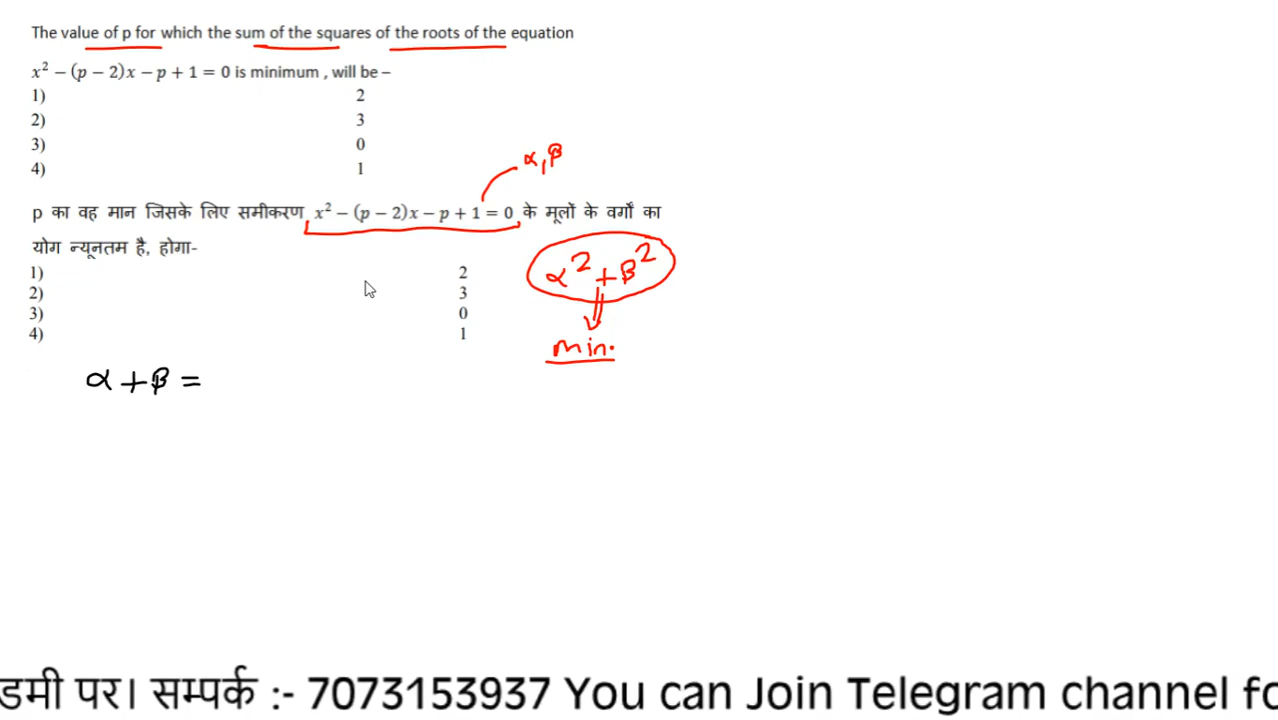 The value of p for which the sum of the squares of the roots of the equation
x² − (p − 2)x − p + 1 = 0 is minimum , will be –
1) 2
2) 3
3) 0
4) 1
α, β
p का वह मान जिसके लिए समीकरण x² − (p − 2)x − p + 1 = 0 के मूलों के वर्गों का
योग न्यूनतम है, होगा-
1) 2
2) 3
3) 0
4) 1
α² + β²
min.
α + β =
डमी पर। सम्पर्क :- 7073153937 You can Join Telegram channel fo